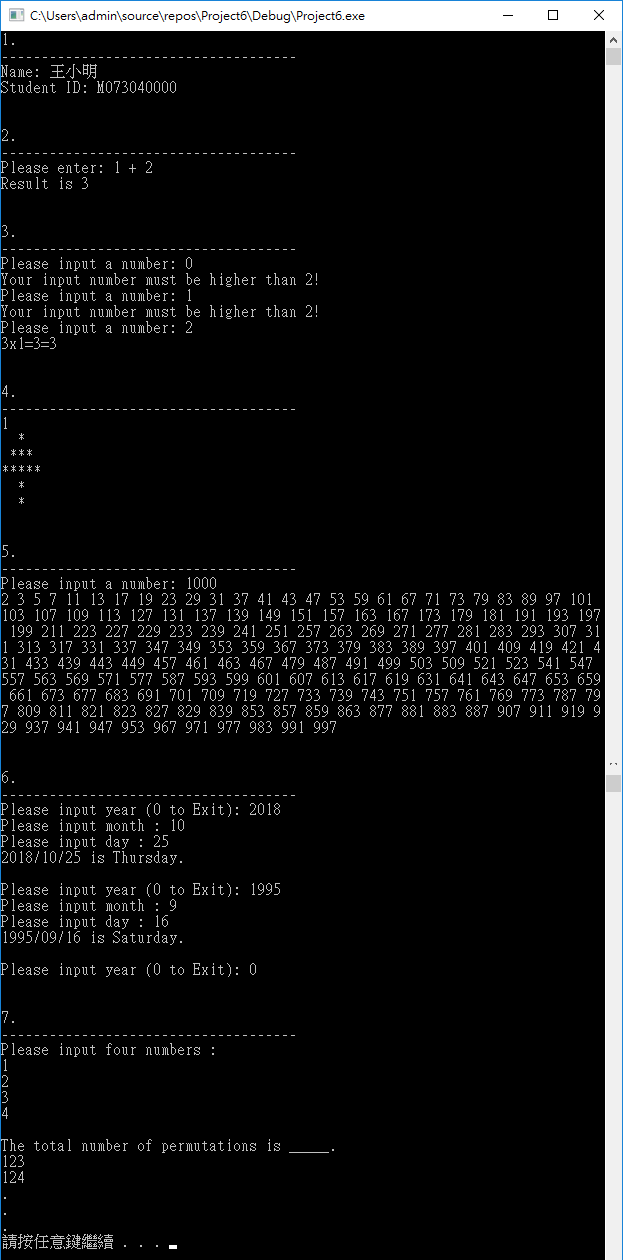 C:\Users\admin\source\repos\Project6\Debug\Project6.exe
1.
-------------------------------------
Name: 王小明
Student ID: M073040000
2.
-------------------------------------
Please enter: 1 + 2
Result is 3
3.
-------------------------------------
Please input a number: 0
Your input number must be higher than 2!
Please input a number: 1
Your input number must be higher than 2!
Please input a number: 2
3x1=3=3
4.
-------------------------------------
1
  *
 ***
*****
  *
  *
5.
-------------------------------------
Please input a number: 1000
2 3 5 7 11 13 17 19 23 29 31 37 41 43 47 53 59 61 67 71 73 79 83 89 97 101
103 107 109 113 127 131 137 139 149 151 157 163 167 173 179 181 191 193 197
 199 211 223 227 229 233 239 241 251 257 263 269 271 277 281 283 293 307 31
1 313 317 331 337 347 349 353 359 367 373 379 383 389 397 401 409 419 421 4
31 433 439 443 449 457 461 463 467 479 487 491 499 503 509 521 523 541 547
557 563 569 571 577 587 593 599 601 607 613 617 619 631 641 643 647 653 659
 661 673 677 683 691 701 709 719 727 733 739 743 751 757 761 769 773 787 79
7 809 811 821 823 827 829 839 853 857 859 863 877 881 883 887 907 911 919 9
29 937 941 947 953 967 971 977 983 991 997
6.
-------------------------------------
Please input year (0 to Exit): 2018
Please input month : 10
Please input day : 25
2018/10/25 is Thursday.
Please input year (0 to Exit): 1995
Please input month : 9
Please input day : 16
1995/09/16 is Saturday.
Please input year (0 to Exit): 0
7.
-------------------------------------
Please input four numbers :
1
2
3
4
The total number of permutations is _____.
123
124
.
.
.
請按任意鍵繼續 . . .